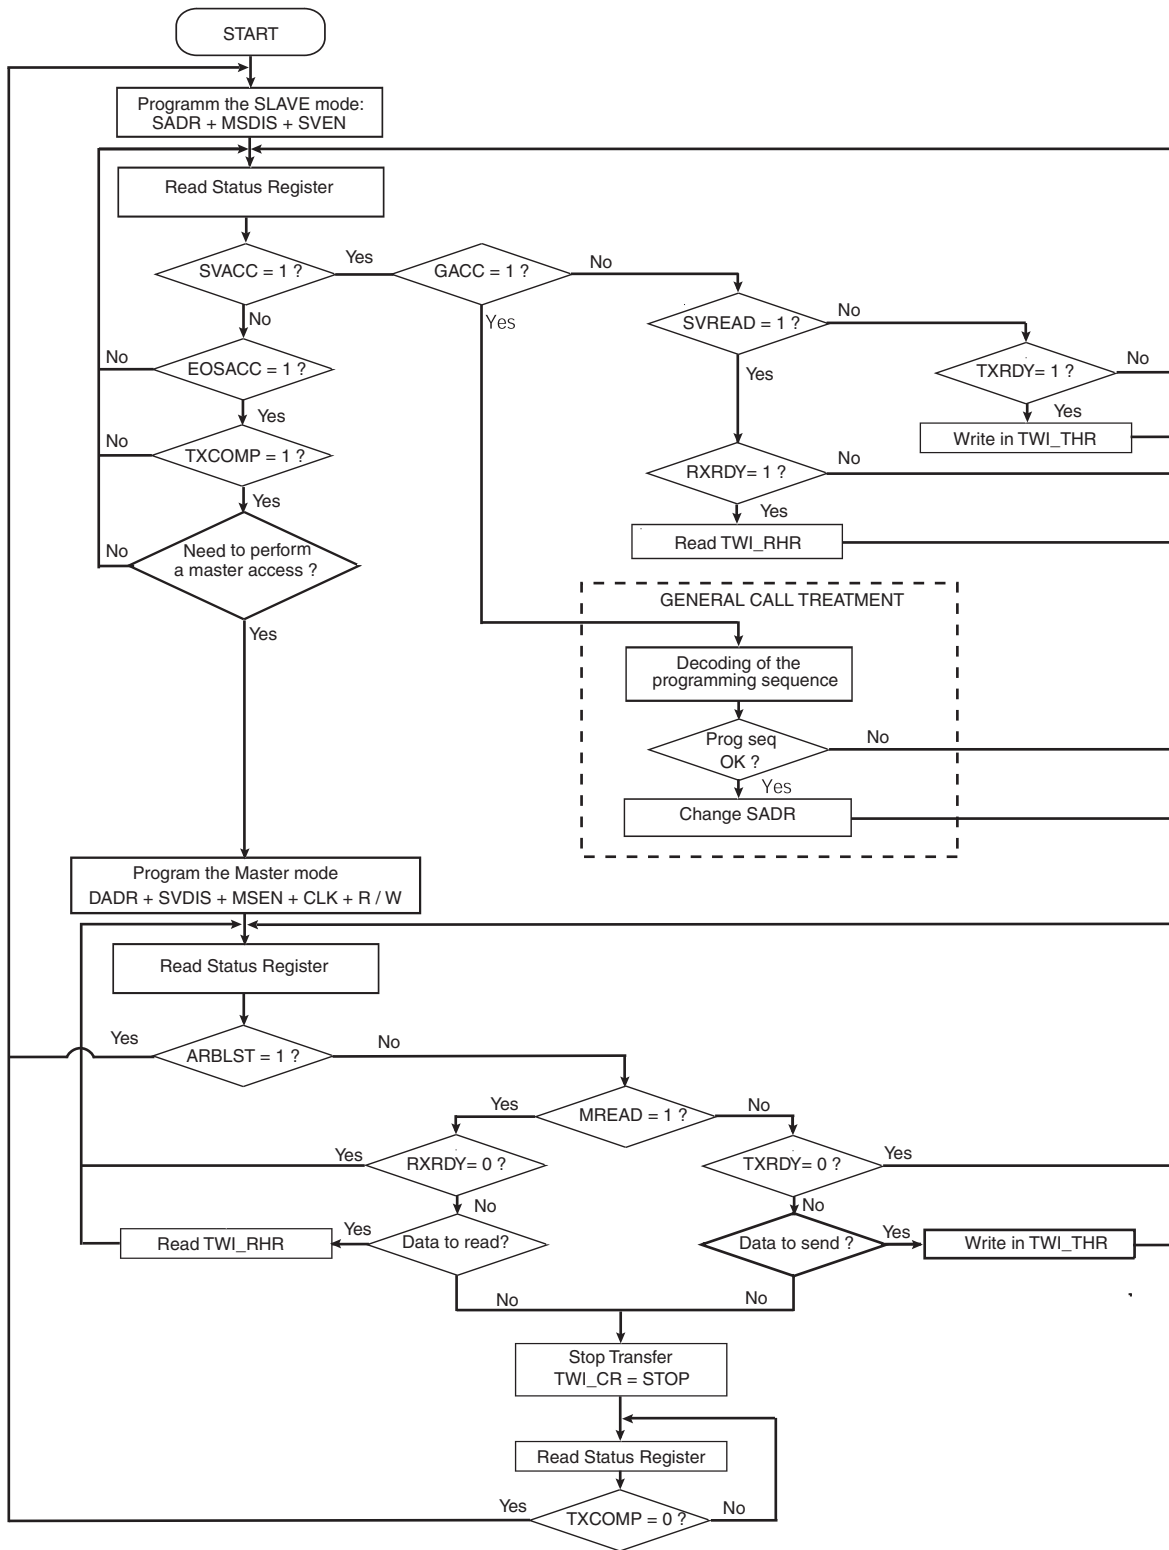 START
Programm the SLAVE mode:
SADR + MSDIS + SVEN
Read Status Register
SVACC = 1 ?
Yes
GACC = 1 ?
No
No
Yes
SVREAD = 1 ?
No
EOSACC = 1 ?
No
Yes
Yes
TXRDY= 1 ?
No
Yes
Write in TWI_THR
TXCOMP = 1 ?
No
Yes
RXRDY= 1 ?
No
Yes
Read TWI_RHR
Need to perform
a master access ?
No
Yes
GENERAL CALL TREATMENT
Decoding of the
programming sequence
Prog seq
OK ?
No
Yes
Change SADR
Program the Master mode
DADR + SVDIS + MSEN + CLK + R / W
Read Status Register
ARBLST = 1 ?
Yes
No
MREAD = 1 ?
Yes
No
RXRDY= 0 ?
Yes
No
TXRDY= 0 ?
Yes
No
Read TWI_RHR
Yes
Data to read?
Data to send ?
Yes
Write in TWI_THR
No
No
Stop Transfer
TWI_CR = STOP
Read Status Register
TXCOMP = 0 ?
Yes
No